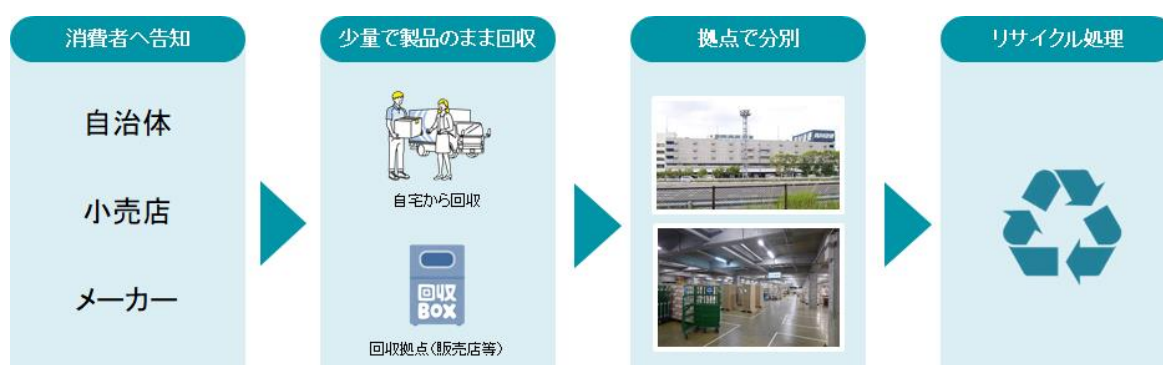 消費者へ告知
自治体
小売店
メーカー
少量で製品のまま回収
自宅から回収
回収
BOX
回収拠点(販売店等)
拠点で分別
リサイクル処理